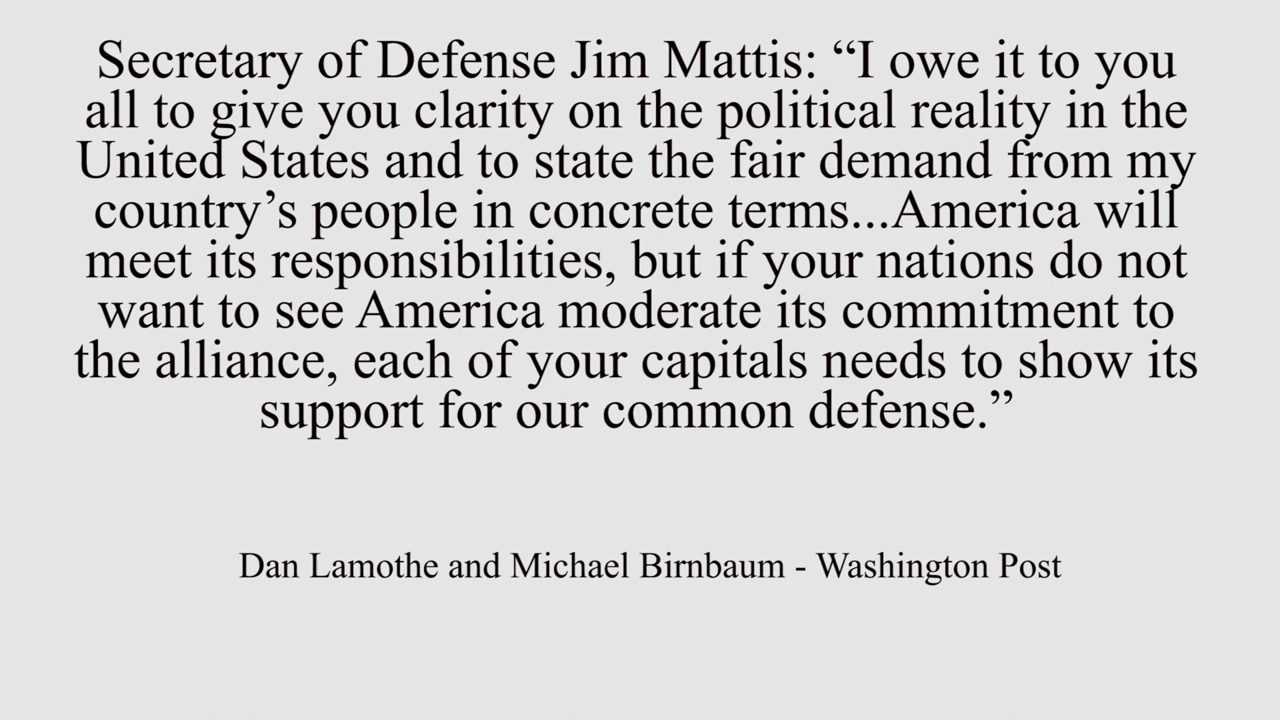 Secretary of Defense Jim Mattis: “I owe it to you
all to give you clarity on the political reality in the
United States and to state the fair demand from my
country’s people in concrete terms...America will
meet its responsibilities, but if your nations do not
want to see America moderate its commitment to
the alliance, each of your capitals needs to show its
support for our common defense.”
Dan Lamothe and Michael Birnbaum - Washington Post